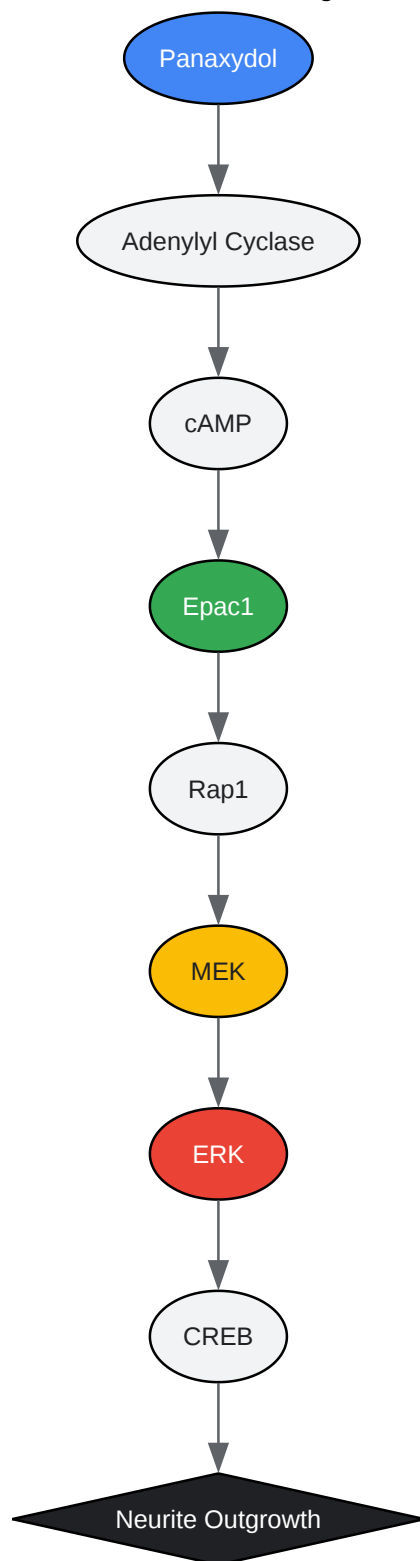 Panaxydol
Adenylyl Cyclase
cAMP
Epac1
Rap1
MEK
ERK
CREB
Neurite Outgrowth